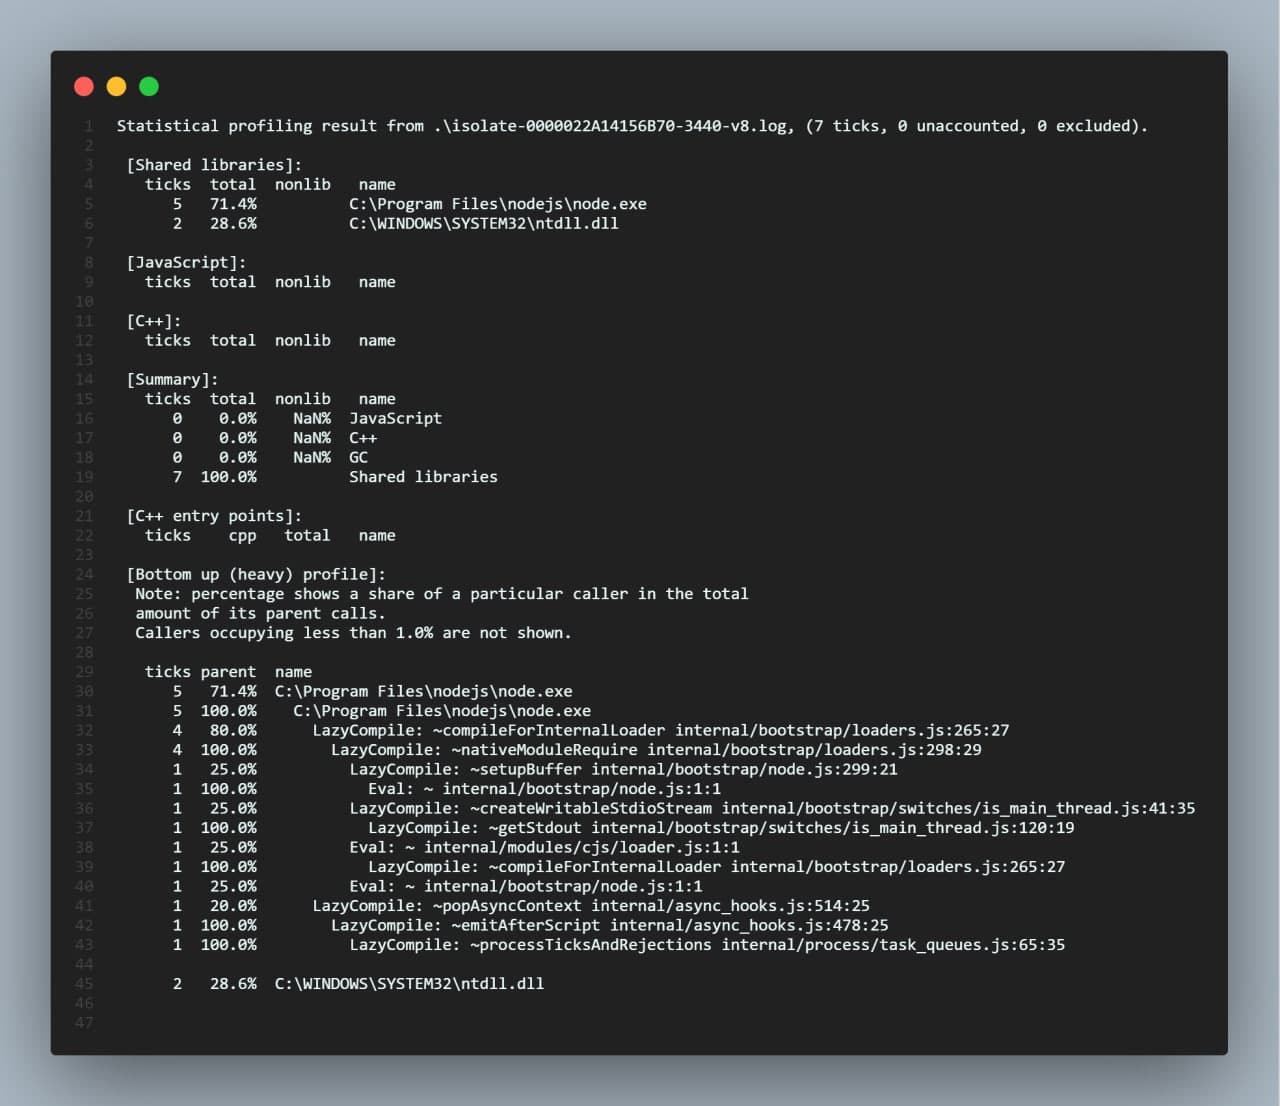 1 Statistical profiling result from .\isolate-0000022A14156B70-3440-v8.log, (7 ticks, 0 unaccounted, 0 excluded).
2
3 [Shared libraries]:
4 ticks total nonlib name
5 5 71.4% C:\Program Files\nodejs\node.exe
6 2 28.6% C:\WINDOWS\SYSTEM32\ntdll.dll
7
8 [JavaScript]:
9 ticks total nonlib name
10
11 [C++]:
12 ticks total nonlib name
13
14 [Summary]:
15 ticks total nonlib name
16 0 0.0% NaN% JavaScript
17 0 0.0% NaN% C++
18 0 0.0% NaN% GC
19 7 100.0% Shared libraries
20
21 [C++ entry points]:
22 ticks cpp total name
23
24 [Bottom up (heavy) profile]:
25 Note: percentage shows a share of a particular caller in the total
26 amount of its parent calls.
27 Callers occupying less than 1.0% are not shown.
28
29 ticks parent name
30 5 71.4% C:\Program Files\nodejs\node.exe
31 5 100.0% C:\Program Files\nodejs\node.exe
32 4 80.0% LazyCompile: ~compileForInternalLoader internal/bootstrap/loaders.js:265:27
33 4 100.0% LazyCompile: ~nativeModuleRequire internal/bootstrap/loaders.js:298:29
34 1 25.0% LazyCompile: ~setupBuffer internal/bootstrap/node.js:299:21
35 1 100.0% Eval: ~ internal/bootstrap/node.js:1:1
36 1 25.0% LazyCompile: ~createWritableStdioStream internal/bootstrap/switches/is_main_thread.js:41:35
37 1 100.0% LazyCompile: ~getStdout internal/bootstrap/switches/is_main_thread.js:120:19
38 1 25.0% Eval: ~ internal/modules/cjs/loader.js:1:1
39 1 100.0% LazyCompile: ~compileForInternalLoader internal/bootstrap/loaders.js:265:27
40 1 25.0% Eval: ~ internal/bootstrap/node.js:1:1
41 1 20.0% LazyCompile: ~popAsyncContext internal/async_hooks.js:514:25
42 1 100.0% LazyCompile: ~emitAfterScript internal/async_hooks.js:478:25
43 1 100.0% LazyCompile: ~processTicksAndRejections internal/process/task_queues.js:65:35
44
45 2 28.6% C:\WINDOWS\SYSTEM32\ntdll.dll
46
47